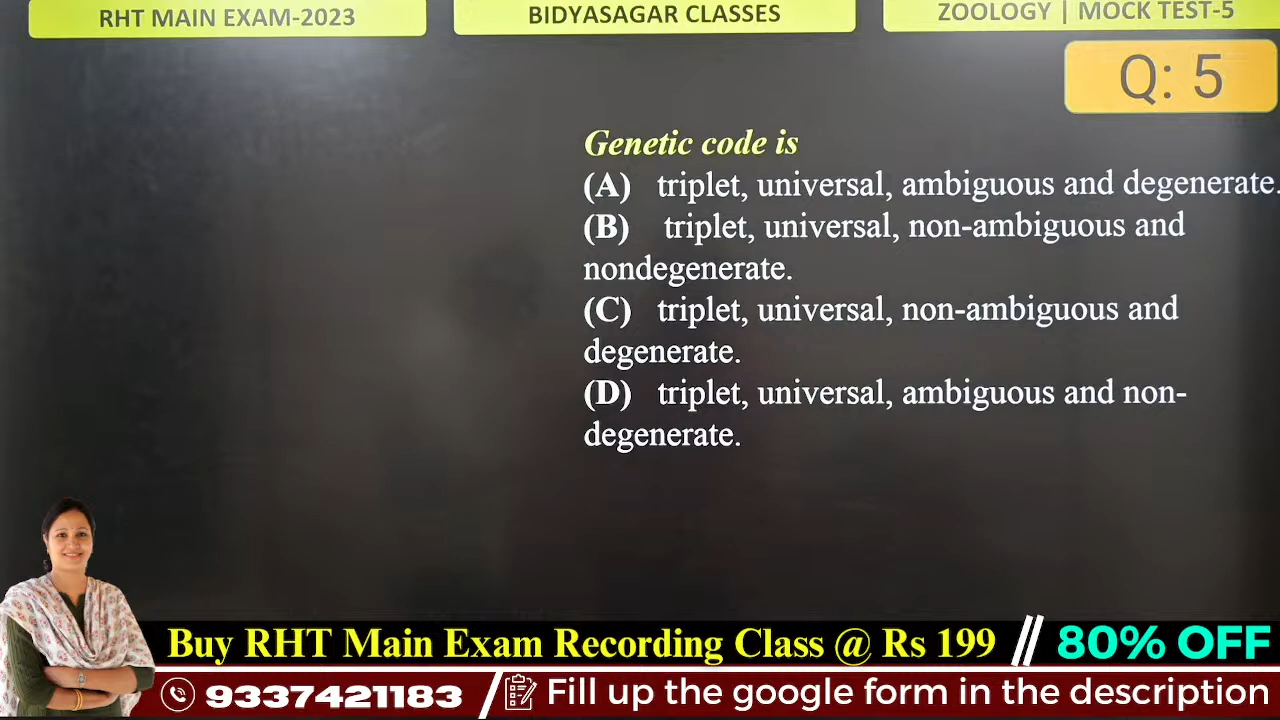 RHT MAIN EXAM-2023
BIDYASAGAR CLASSES
ZOOLOGY | MOCK TEST-5
Q: 5
Genetic code is
(A) triplet, universal, ambiguous and degenerate.
(B) triplet, universal, non-ambiguous and
nondegenerate.
(C) triplet, universal, non-ambiguous and
degenerate.
(D) triplet, universal, ambiguous and non-
degenerate.
Buy RHT Main Exam Recording Class @ Rs 199 // 80% OFF
9337421183 / Fill up the google form in the description